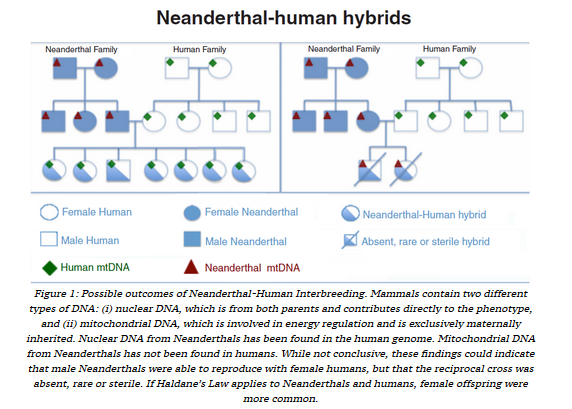 Neanderthal-human hybrids
Neanderthal Family
Human Family
Neanderthal Family
Human Family
Female Human
Female Neanderthal
Neanderthal-Human hybrid
Male Human
Male Neanderthal
Absent, rare or sterile hybrid
Human mtDNA
Neanderthal mtDNA
Figure 1: Possible outcomes of Neanderthal-Human Interbreeding. Mammals contain two different
types of DNA: (i) nuclear DNA, which is from both parents and contributes directly to the phenotype,
and (ii) mitochondrial DNA, which is involved in energy regulation and is exclusively maternally
inherited. Nuclear DNA from Neanderthals has been found in the human genome. Mitochondrial DNA
from Neanderthals has not been found in humans. While not conclusive, these findings could indicate
that male Neanderthals were able to reproduce with female humans, but that the reciprocal cross was
absent, rare or sterile. If Haldane's Law applies to Neanderthals and humans, female offspring were
more common.